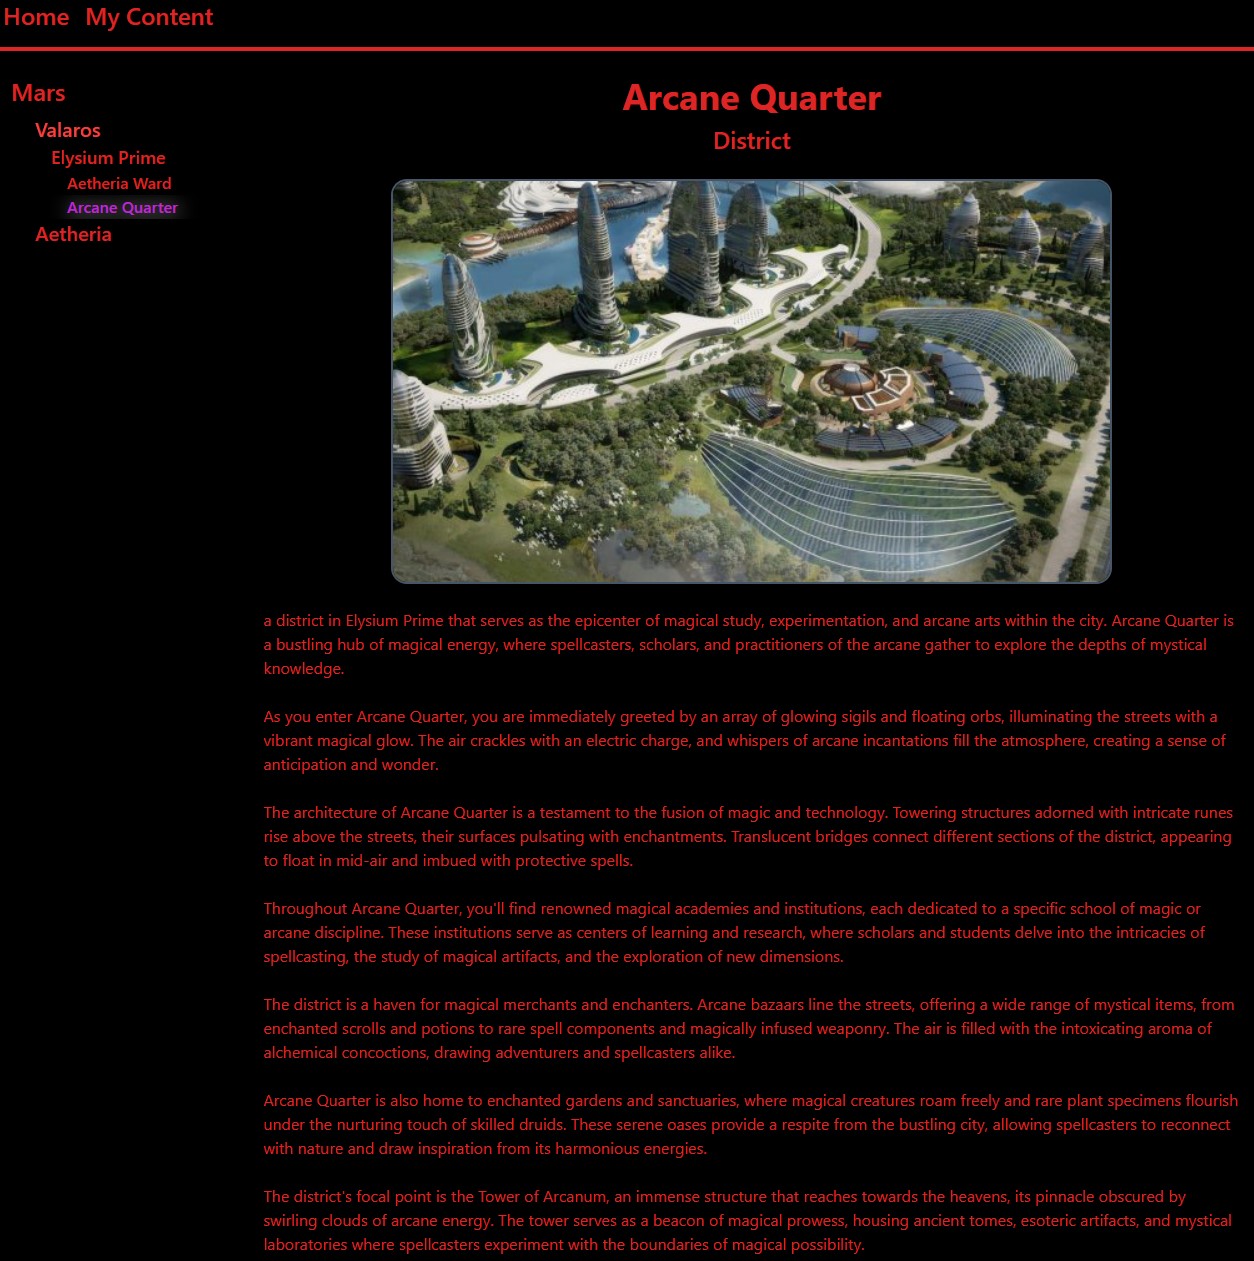 Home My Content
Mars
Valaros
Elysium Prime
Aetheria Ward
Arcane Quarter
Aetheria
Arcane Quarter
District
a district in Elysium Prime that serves as the epicenter of magical study, experimentation, and arcane arts within the city. Arcane Quarter is
a bustling hub of magical energy, where spellcasters, scholars, and practitioners of the arcane gather to explore the depths of mystical
knowledge.
As you enter Arcane Quarter, you are immediately greeted by an array of glowing sigils and floating orbs, illuminating the streets with a
vibrant magical glow. The air crackles with an electric charge, and whispers of arcane incantations fill the atmosphere, creating a sense of
anticipation and wonder.
The architecture of Arcane Quarter is a testament to the fusion of magic and technology. Towering structures adorned with intricate runes
rise above the streets, their surfaces pulsating with enchantments. Translucent bridges connect different sections of the district, appearing
to float in mid-air and imbued with protective spells.
Throughout Arcane Quarter, you'll find renowned magical academies and institutions, each dedicated to a specific school of magic or
arcane discipline. These institutions serve as centers of learning and research, where scholars and students delve into the intricacies of
spellcasting, the study of magical artifacts, and the exploration of new dimensions.
The district is a haven for magical merchants and enchanters. Arcane bazaars line the streets, offering a wide range of mystical items, from
enchanted scrolls and potions to rare spell components and magically infused weaponry. The air is filled with the intoxicating aroma of
alchemical concoctions, drawing adventurers and spellcasters alike.
Arcane Quarter is also home to enchanted gardens and sanctuaries, where magical creatures roam freely and rare plant specimens flourish
under the nurturing touch of skilled druids. These serene oases provide a respite from the bustling city, allowing spellcasters to reconnect
with nature and draw inspiration from its harmonious energies.
The district's focal point is the Tower of Arcanum, an immense structure that reaches towards the heavens, its pinnacle obscured by
swirling clouds of arcane energy. The tower serves as a beacon of magical prowess, housing ancient tomes, esoteric artifacts, and mystical
laboratories where spellcasters experiment with the boundaries of magical possibility.